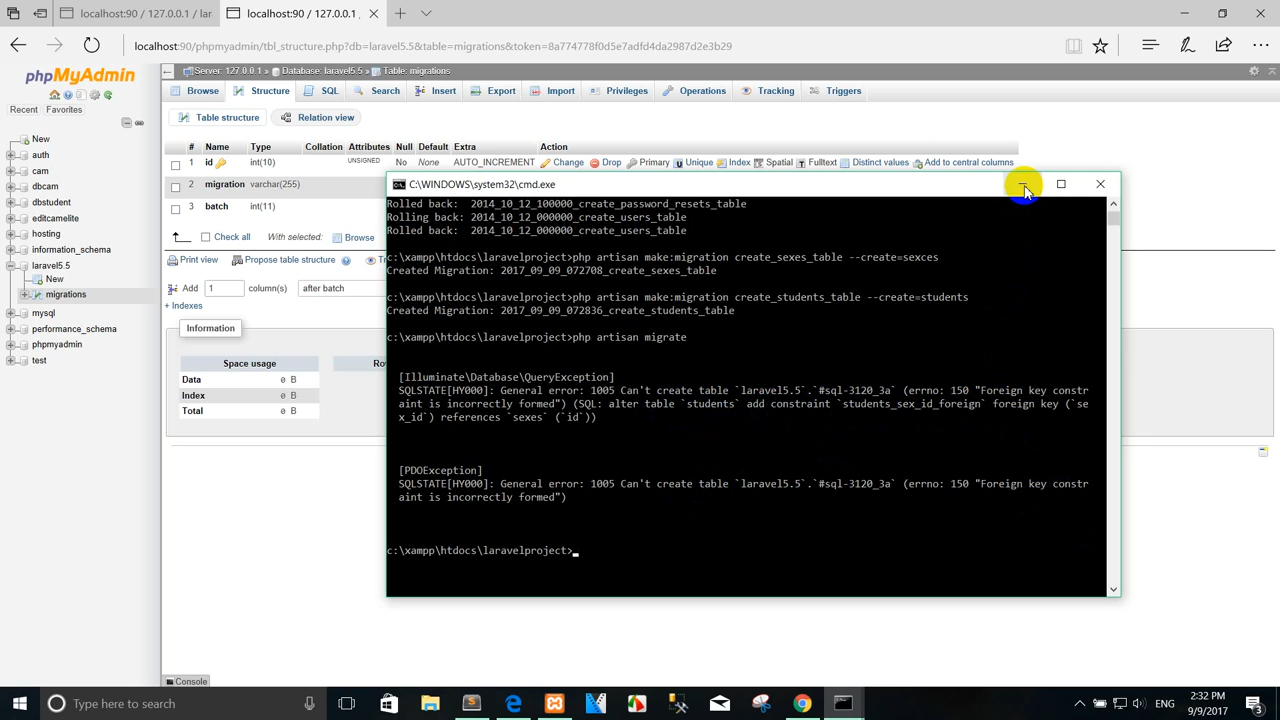 localhost:90 / 127.0.0.1 / lar
localhost:90 / 127.0.0.1 /
localhost:90/phpmyadmin/tbl_structure.php?db=laravel5.5&table=migrations&token=8a774778f0d5e7adfd4da2987d2e3b29
phpMyAdmin
Recent Favorites
New
auth
cam
dbcam
dbstudent
editcamelite
hosting
information_schema
laravel5.5
New
migrations
mysql
performance_schema
phpmyadmin
test
Server: 127.0.0.1 » Database: laravel5.5 » Table: migrations
Browse Structure SQL Search Insert Export Import Privileges Operations Tracking Triggers
Table structure Relation view
# Name Type Collation Attributes Null Default Extra Action
1 id int(10) UNSIGNED No None AUTO_INCREMENT Change Drop Primary Unique Index Spatial Fulltext Distinct values Add to central columns
2 migration varchar(255)
3 batch int(11)
Check all With selected: Browse
Print view Propose table structure
Add 1 column(s) after batch
+ Indexes
Information
Space usage
Data 0 B
Index 0 B
Total 0 B
Console
C:\WINDOWS\system32\cmd.exe
Rolled back:  2014_10_12_100000_create_password_resets_table
Rolling back: 2014_10_12_000000_create_users_table
Rolled back:  2014_10_12_000000_create_users_table
c:\xampp\htdocs\laravelproject>php artisan make:migration create_sexes_table --create=sexces
Created Migration: 2017_09_09_072708_create_sexes_table
c:\xampp\htdocs\laravelproject>php artisan make:migration create_students_table --create=students
Created Migration: 2017_09_09_072836_create_students_table
c:\xampp\htdocs\laravelproject>php artisan migrate
[Illuminate\Database\QueryException]
SQLSTATE[HY000]: General error: 1005 Can't create table `laravel5.5`.`#sql-3120_3a` (errno: 150 "Foreign key constr
aint is incorrectly formed") (SQL: alter table `students` add constraint `students_sex_id_foreign` foreign key (`se
x_id`) references `sexes` (`id`))
[PDOException]
SQLSTATE[HY000]: General error: 1005 Can't create table `laravel5.5`.`#sql-3120_3a` (errno: 150 "Foreign key constr
aint is incorrectly formed")
c:\xampp\htdocs\laravelproject>
Type here to search
ENG
2:32 PM
9/9/2017